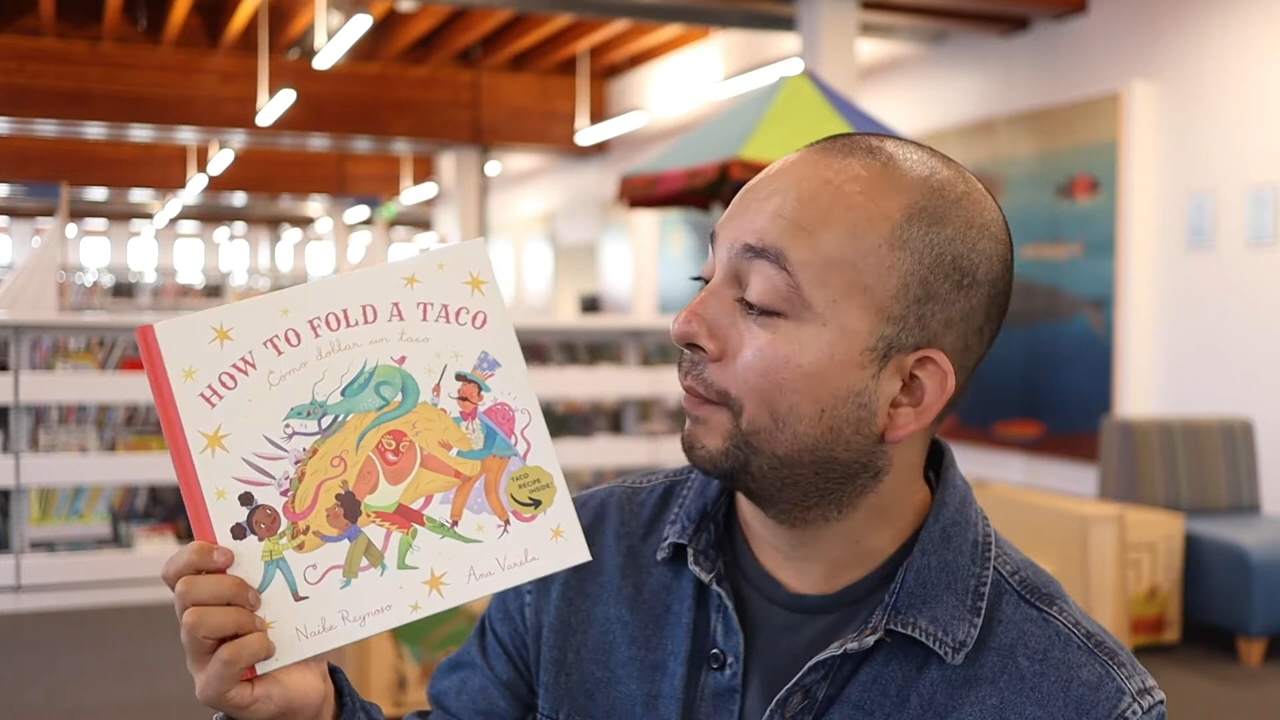 HOW TO FOLD A TACO
Cómo doblar un taco
TACO
RECIPE
INSIDE!
Naibe Reynoso
Ana Varela